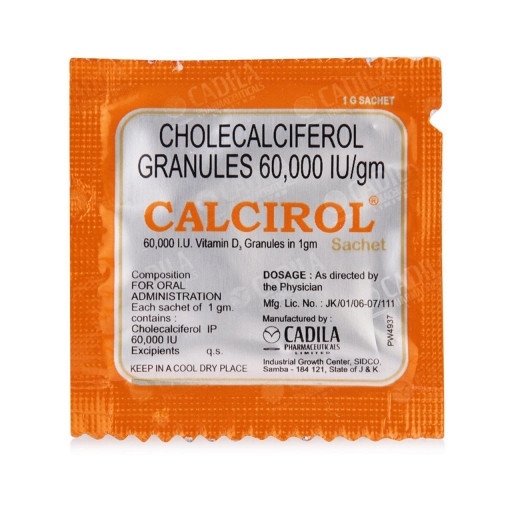 CADILA
PHARMACEUTICALS
1 G SACHET
CHOLECALCIFEROL
GRANULES 60,000 IU/gm
CALCIROL®
60,000 I.U. Vitamin D₃ Granules in 1gm Sachet
Composition
FOR ORAL
ADMINISTRATION
Each sachet of 1 gm.
contains :
Cholecalciferol IP
60,000 IU
Excipients q.s.
KEEP IN A COOL DRY PLACE
DOSAGE : As directed by
the Physician
Mfg. Lic. No. : JK/01/06-07/111
Manufactured by :
CADILA
PHARMACEUTICALS
LIMITED
Industrial Growth Center, SIDCO,
Samba - 184 121, State of J & K.
PW4937